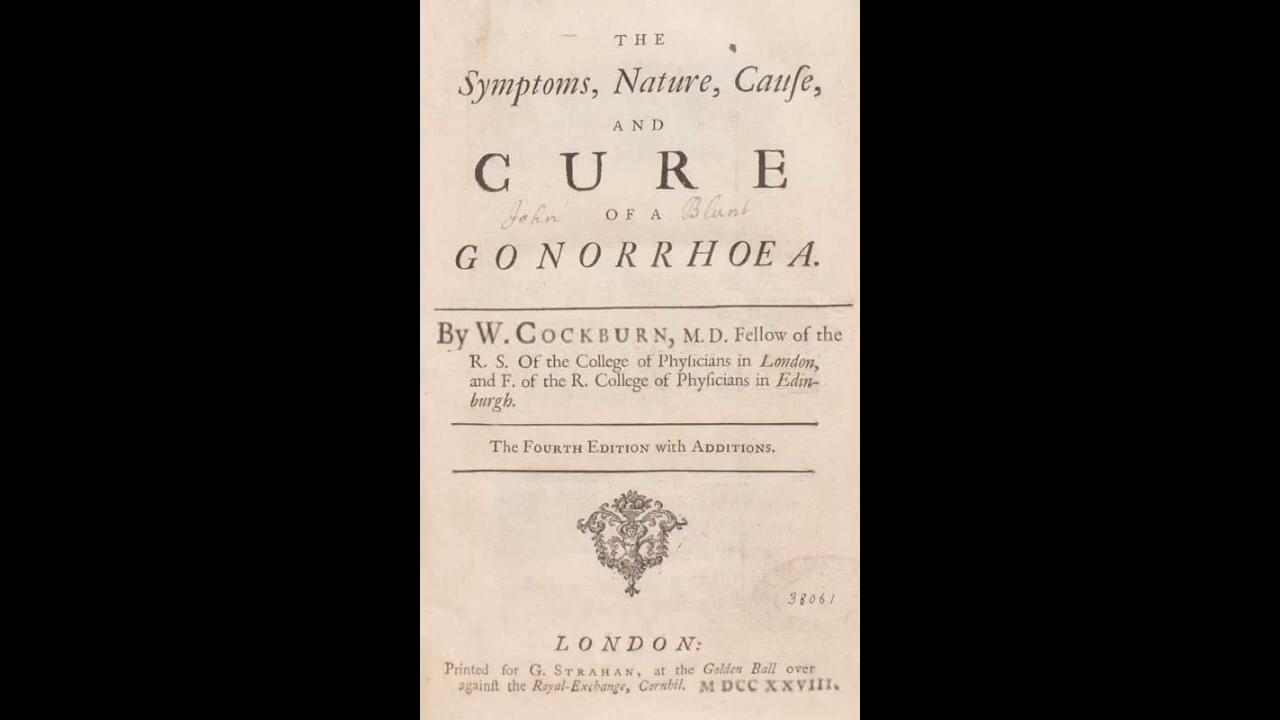 THE
Symptoms, Nature, Cauſe,
AND
CURE
John OF A Blunt
GONORRHOEA.
By W. COCKBURN, M. D. Fellow of the
R. S. Of the College of Phyſicians in London,
and F. of the R. College of Phyſicians in Edin-
burgh.
The FOURTH EDITION with ADDITIONS.
38061
LONDON:
Printed for G. STRAHAN, at the Golden Ball over
againſt the Royal-Exchange, Cornhil. MDCCXXVIII.